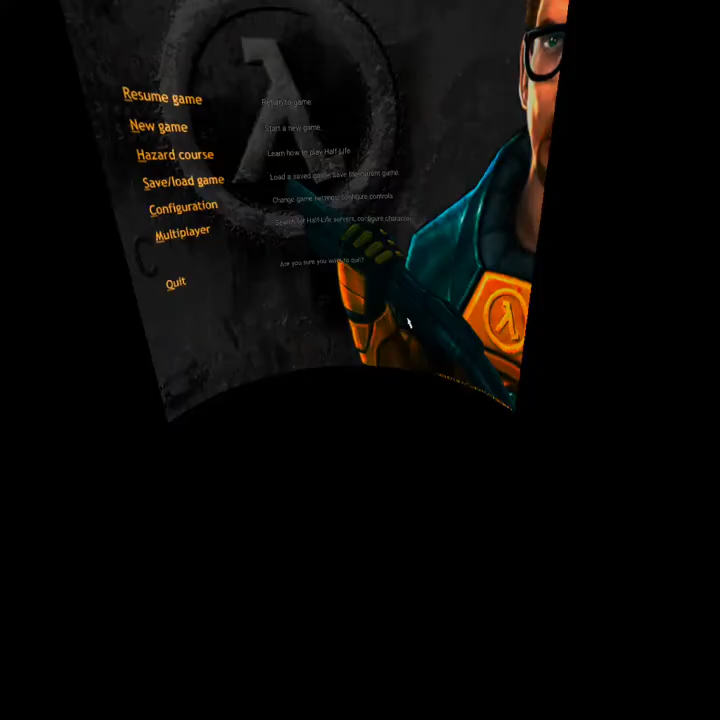 Resume game Return to game.
New game Start a new game.
Hazard course Learn how to play Half-Life.
Save/load game Load a saved game, save the current game.
Configuration Change game settings, configure controls.
Multiplayer Search for Half-Life servers, configure character.
Quit Are you sure you want to quit?